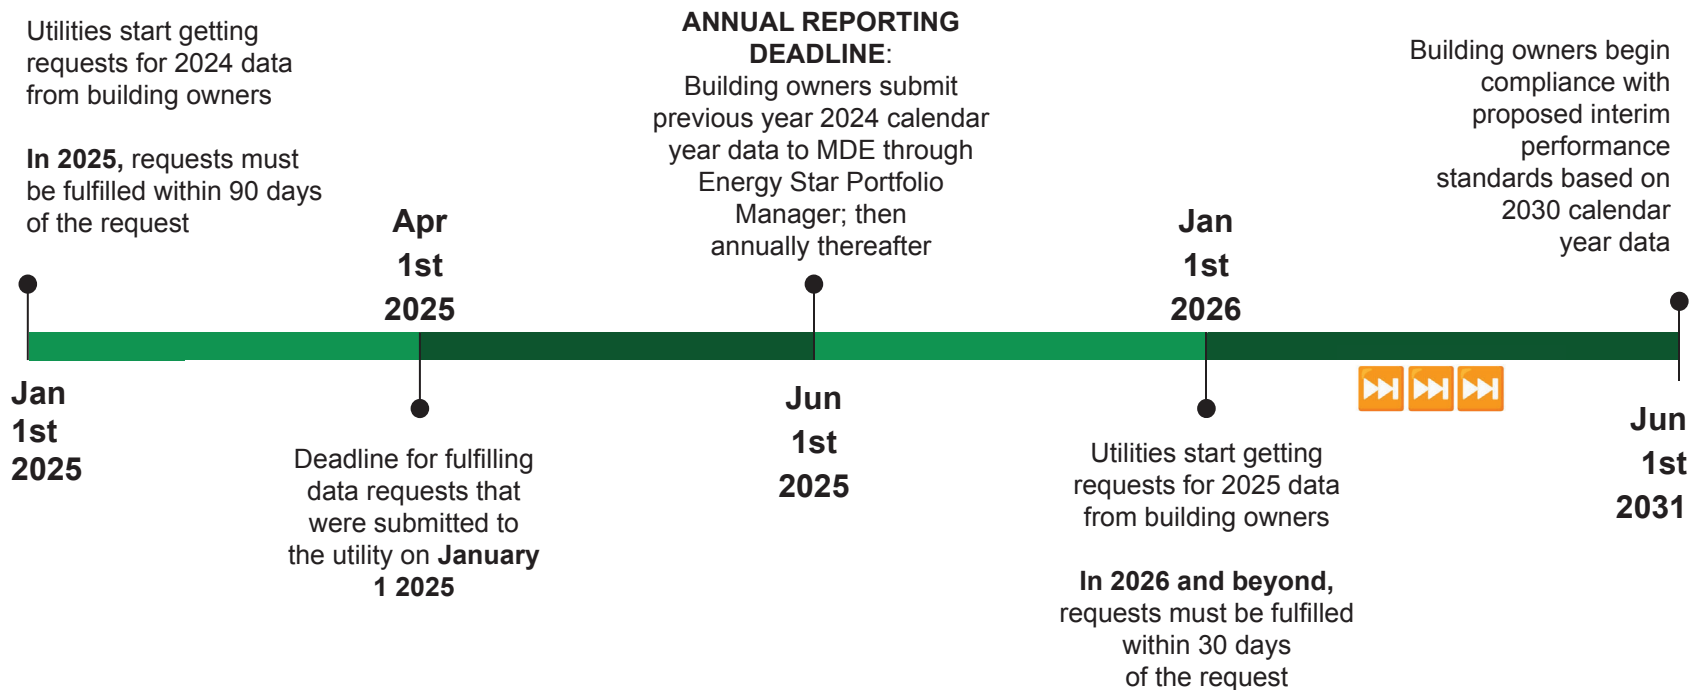 Utilities start getting
requests for 2024 data
from building owners
In 2025, requests must
be fulfilled within 90 days
of the request
Jan
1st
2025
Apr
1st
2025
Deadline for fulfilling
data requests that
were submitted to
the utility on January
1 2025
ANNUAL REPORTING
DEADLINE:
Building owners submit
previous year 2024 calendar
year data to MDE through
Energy Star Portfolio
Manager; then
annually thereafter
Jun
1st
2025
Jan
1st
2026
Utilities start getting
requests for 2025 data
from building owners
In 2026 and beyond,
requests must be fulfilled
within 30 days
of the request
Building owners begin
compliance with
proposed interim
performance
standards based on
2030 calendar
year data
Jun
1st
2031